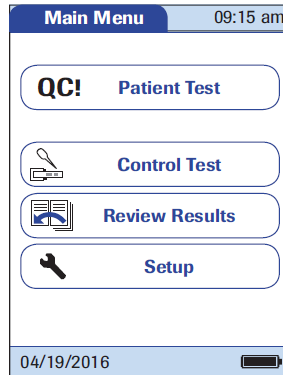 Main Menu 09:15 am
QC! Patient Test
Control Test
Review Results
Setup
04/19/2016